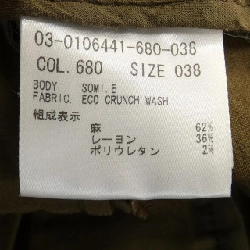 03-0106441-680-038
COL. 680 SIZE 038
BODY SOMI.E
FABRIC. ECO CRUNCH WASH
組成表示
麻 62%
レーヨン 36%
ポリウレタン 2%